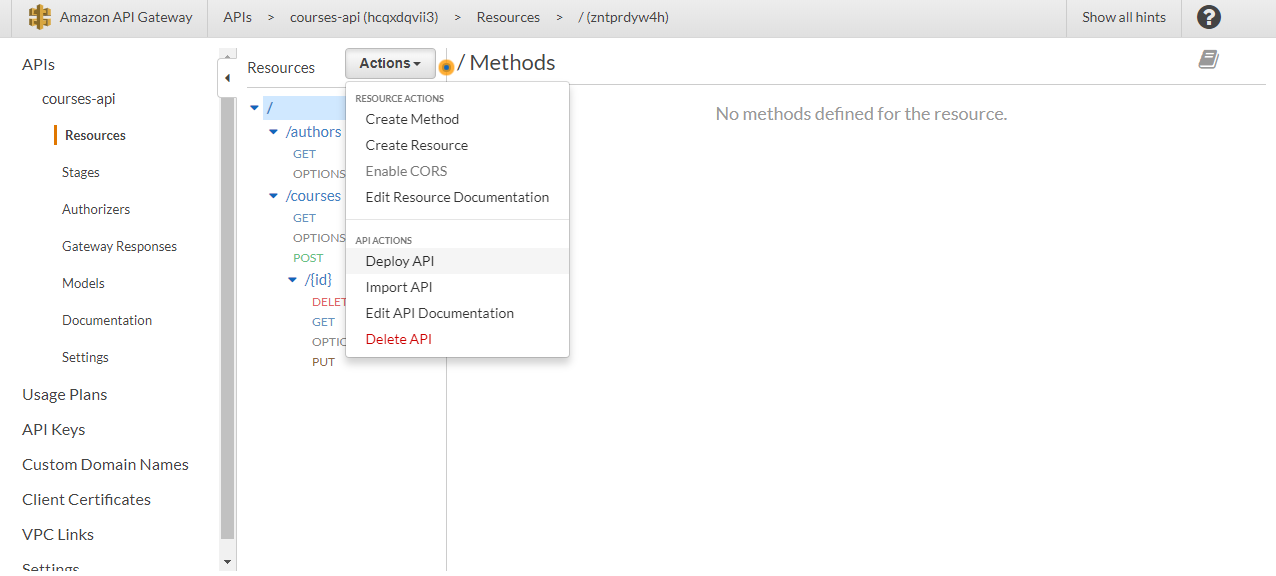 Amazon API Gateway
APIs > courses-api (hcqxdqvii3) > Resources > / (zntprdyw4h)
Show all hints
?
APIs
courses-api
Resources
Stages
Authorizers
Gateway Responses
Models
Documentation
Settings
Usage Plans
API Keys
Custom Domain Names
Client Certificates
VPC Links
Settings
Resources
Actions
/
/authors
GET
OPTIONS
/courses
GET
OPTIONS
POST
/{id}
DELET
GET
OPTIO
PUT
RESOURCE ACTIONS
Create Method
Create Resource
Enable CORS
Edit Resource Documentation
API ACTIONS
Deploy API
Import API
Edit API Documentation
Delete API
/ Methods
No methods defined for the resource.